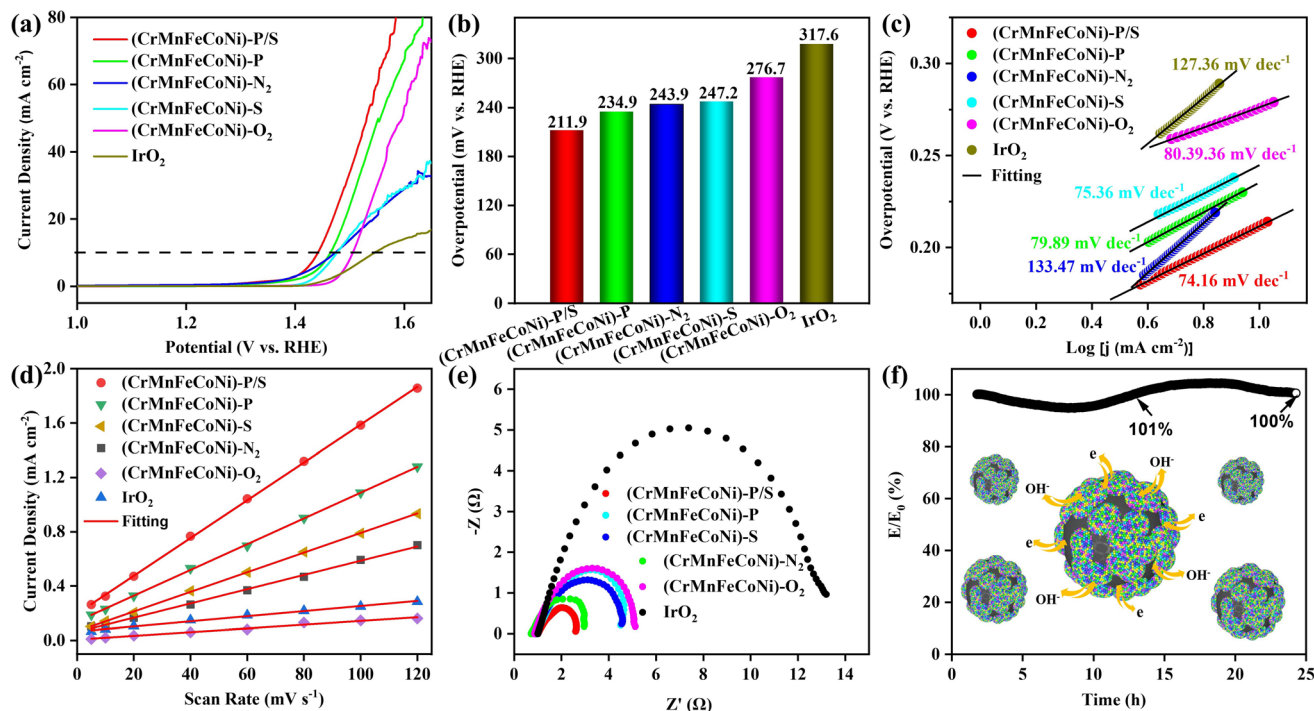 (a)
80
60
40
20
0
Current Density (mA cm-2)
1.0
1.2
1.4
1.6
Potential (V vs. RHE)
(CrMnFeCoNi)-P/S
(CrMnFeCoNi)-P
(CrMnFeCoNi)-N2
(CrMnFeCoNi)-S
(CrMnFeCoNi)-O2
IrO2
(b)
300
240
180
120
60
0
Overpotential (mV vs. RHE)
211.9
234.9
243.9
247.2
276.7
317.6
(CrMnFeCoNi)-P/S
(CrMnFeCoNi)-P
(CrMnFeCoNi)-N2
(CrMnFeCoNi)-S
(CrMnFeCoNi)-O2
IrO2
(c)
0.30
0.25
0.20
Overpotential (V vs. RHE)
0.0
0.2
0.4
0.6
0.8
1.0
Log [j (mA cm-2)]
(CrMnFeCoNi)-P/S
(CrMnFeCoNi)-P
(CrMnFeCoNi)-N2
(CrMnFeCoNi)-S
(CrMnFeCoNi)-O2
IrO2
Fitting
127.36 mV dec-1
80.39.36 mV dec-1
75.36 mV dec-1
79.89 mV dec-1
133.47 mV dec-1
74.16 mV dec-1
(d)
2.0
1.6
1.2
0.8
0.4
0.0
Current Density (mA cm-2)
0
20
40
60
80
100
120
Scan Rate (mV s-1)
(CrMnFeCoNi)-P/S
(CrMnFeCoNi)-P
(CrMnFeCoNi)-S
(CrMnFeCoNi)-N2
(CrMnFeCoNi)-O2
IrO2
Fitting
(e)
6
5
4
3
2
1
0
-Z (Ω)
0
2
4
6
8
10
12
14
Z' (Ω)
(CrMnFeCoNi)-P/S
(CrMnFeCoNi)-P
(CrMnFeCoNi)-S
(CrMnFeCoNi)-N2
(CrMnFeCoNi)-O2
IrO2
(f)
100
80
60
40
20
0
E/E0 (%)
0
5
10
15
20
25
Time (h)
101%
100%
e
OH-
OH-
e
e
OH-
OH-
e